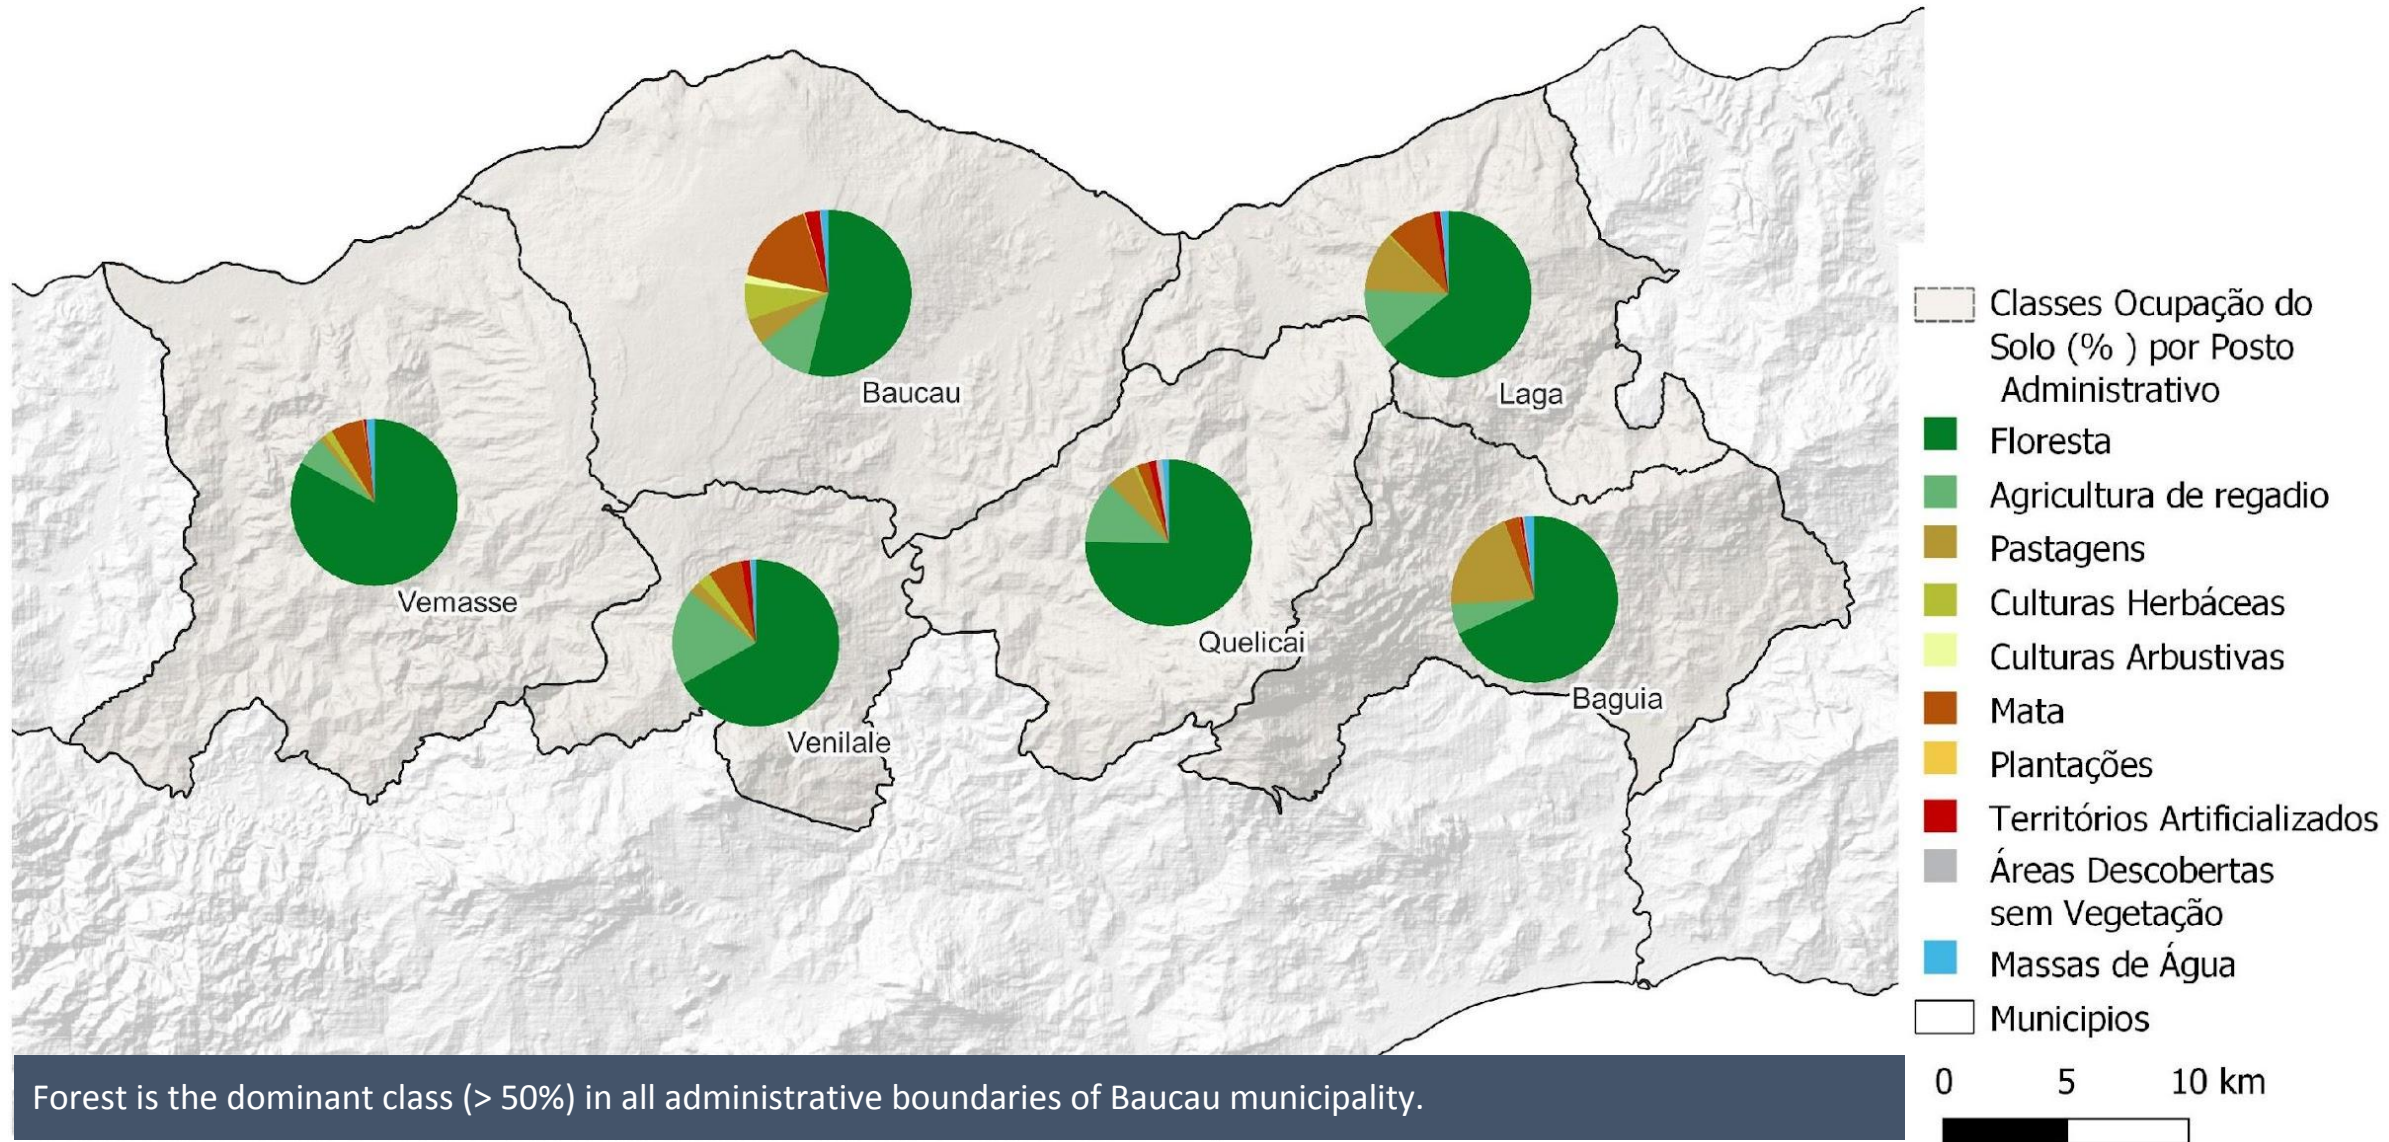 Baucau
Laga
Vemasse
Quelicai
Venilale
Baguia
Classes Ocupação do
Solo (% ) por Posto
Administrativo
Floresta
Agricultura de regadio
Pastagens
Culturas Herbáceas
Culturas Arbustivas
Mata
Plantações
Territórios Artificializados
Áreas Descobertas
sem Vegetação
Massas de Água
Municipios
0 5 10 km
Forest is the dominant class (> 50%) in all administrative boundaries of Baucau municipality.